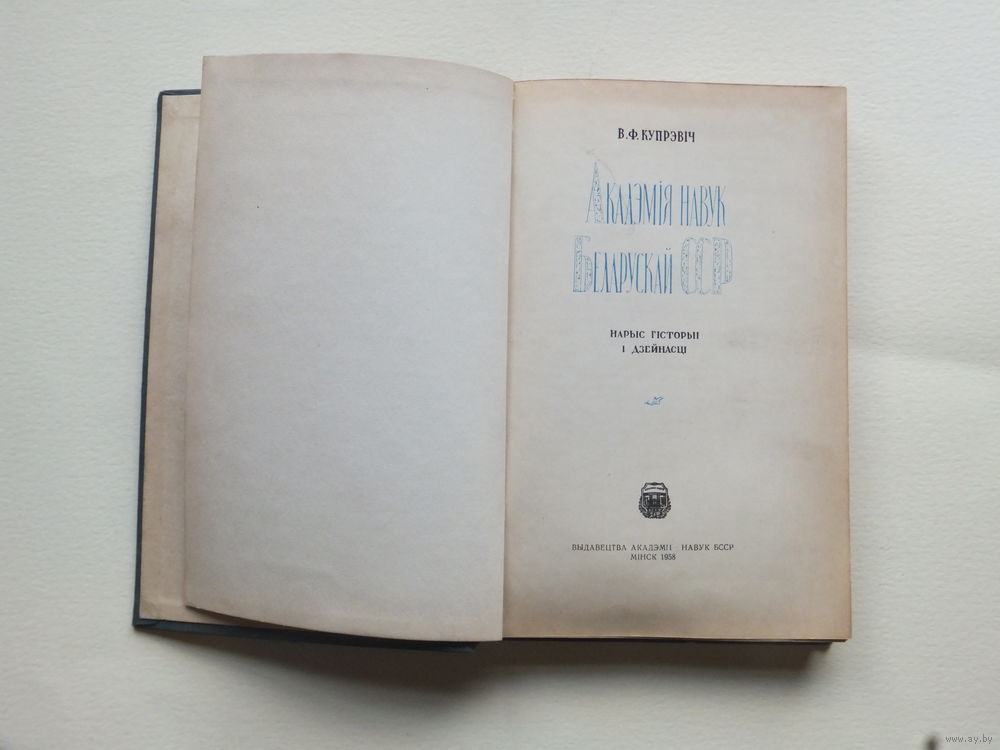 В.Ф. КУПРЭВІЧ
АКАДЭМІЯ НАВУК
БЕЛАРУСКАЙ ССР
НАРЫС ГІСТОРЫІ
І ДЗЕЙНАСЦІ
ВЫДАВЕЦТВА АКАДЭМІІ НАВУК БССР
МІНСК 1958
www.ay.by